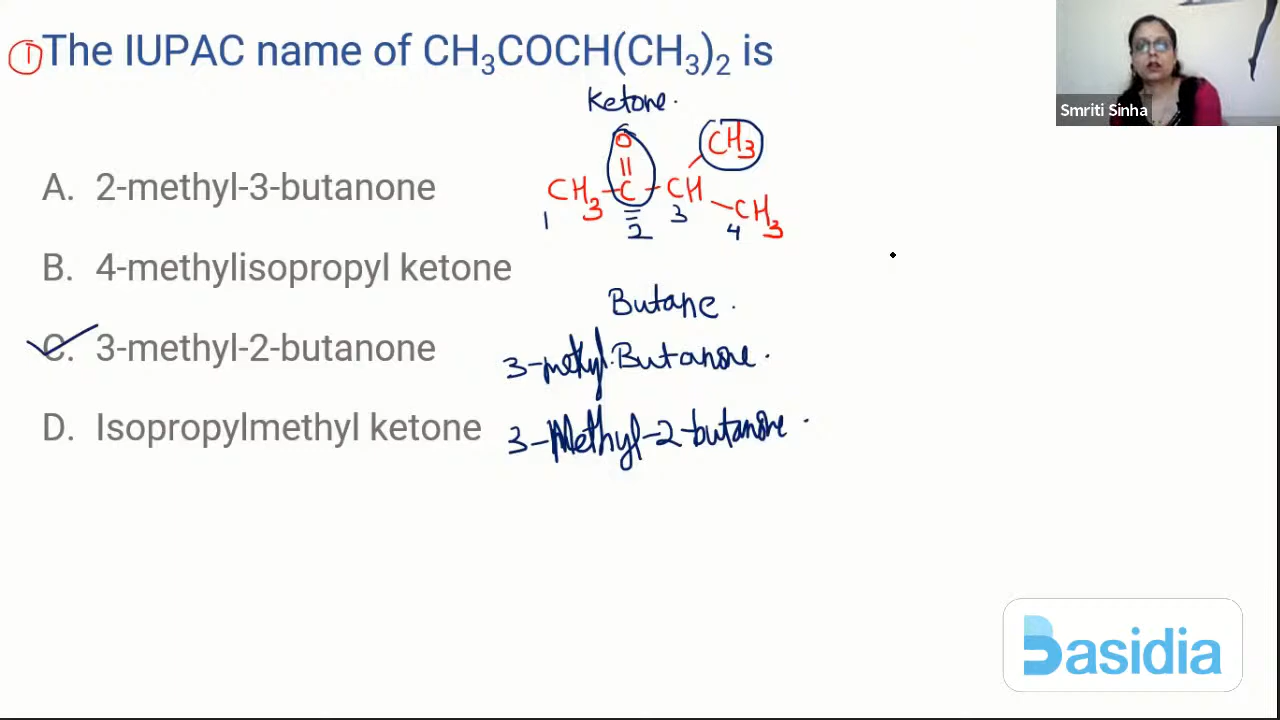 ① The IUPAC name of CH₃COCH(CH₃)₂ is
Smriti Sinha
Ketone.
O
CH₃
CH₃ – C – CH
CH₃
1 2 3 4
A. 2-methyl-3-butanone
B. 4-methylisopropyl ketone
Butane.
C. 3-methyl-2-butanone
3-methyl.Butanone.
D. Isopropylmethyl ketone
3-Methyl-2-butanone.
Basidia